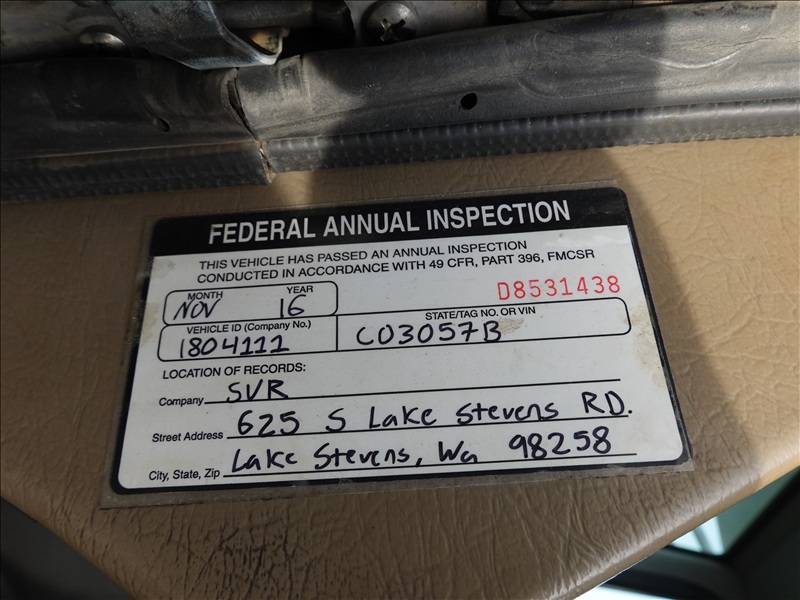 FEDERAL ANNUAL INSPECTION
THIS VEHICLE HAS PASSED AN ANNUAL INSPECTION
CONDUCTED IN ACCORDANCE WITH 49 CFR, PART 396, FMCSR
MONTH YEAR
NOV 16
D8531438
VEHICLE ID (Company No.)
1804111
STATE/TAG NO. OR VIN
C03057B
LOCATION OF RECORDS:
Company SVR
Street Address 625 S Lake Stevens RD.
City, State, Zip Lake Stevens, Wa 98258